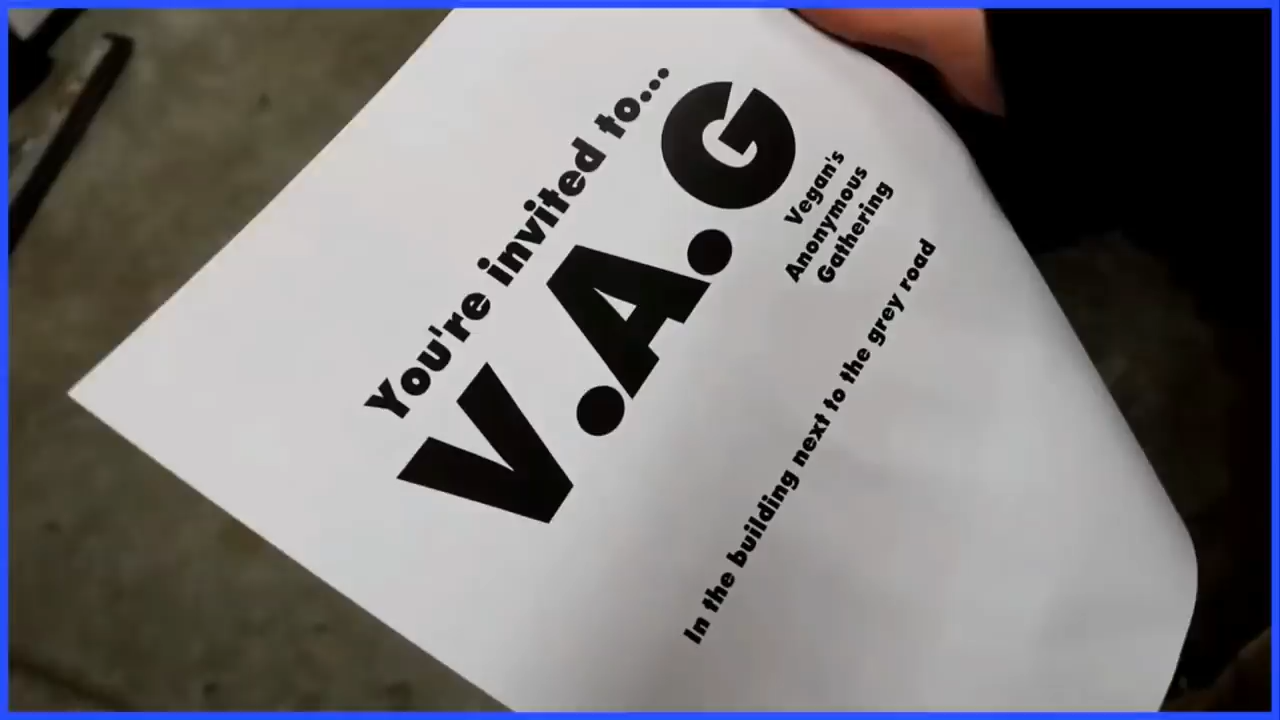 You're invited to...
V.A.G
Vegan's
Anonymous
Gathering
In the building next to the grey road